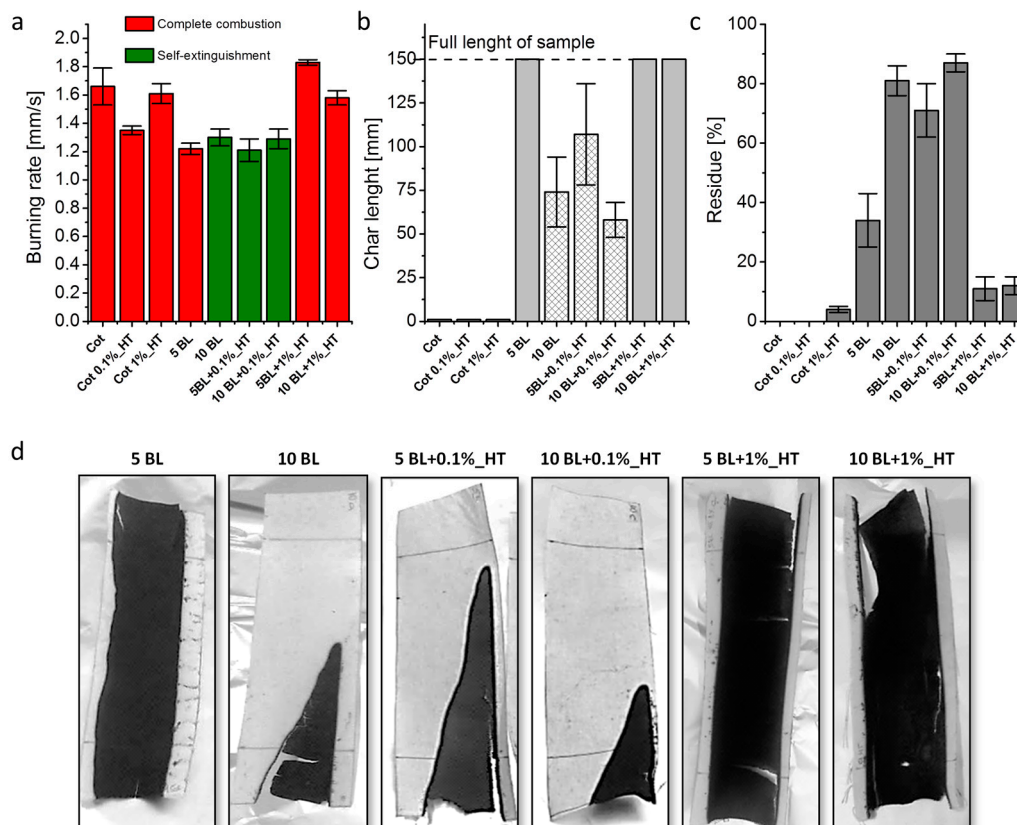 a
Complete combustion
Self-extinguishment
2.0
1.8
1.6
1.4
1.2
1.0
0.8
0.6
0.4
0.2
0.0
Burning rate [mm/s]
Cot
Cot 0.1%_HT
Cot 1%_HT
5 BL
10 BL
5BL+0.1%_HT
10 BL+0.1%_HT
5BL+1%_HT
10 BL+1%_HT
b
Full lenght of sample
150
125
100
75
50
25
0
Char lenght [mm]
Cot
Cot 0.1%_HT
Cot 1%_HT
5 BL
10 BL
5BL+0.1%_HT
10 BL+0.1%_HT
5BL+1%_HT
10 BL+1%_HT
c
100
80
60
40
20
0
Residue [%]
Cot
Cot 0.1%_HT
Cot 1%_HT
5 BL
10 BL
5BL+0.1%_HT
10 BL+0.1%_HT
5BL+1%_HT
10 BL+1%_HT
d
5 BL
10 BL
5 BL+0.1%_HT
10 BL+0.1%_HT
5 BL+1%_HT
10 BL+1%_HT